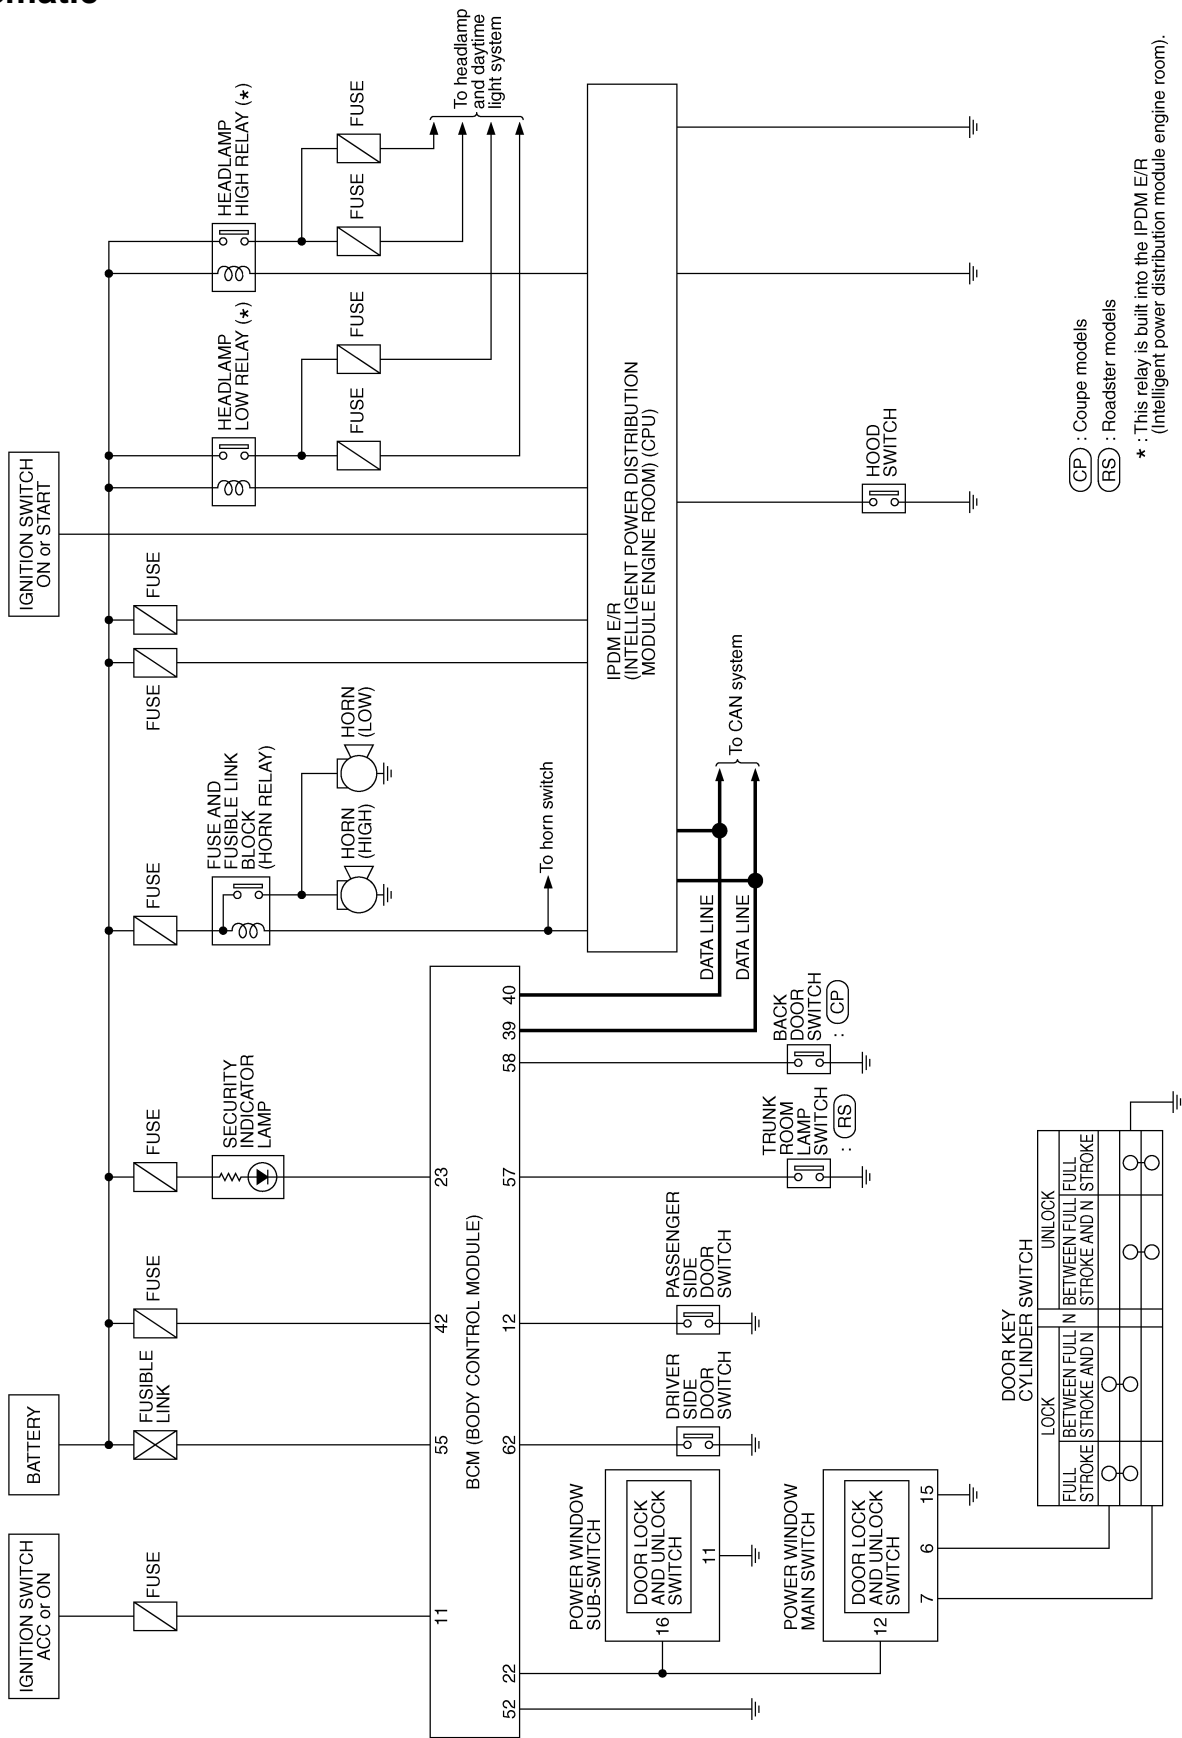 IGNITION SWITCH
ACC or ON
BATTERY
IGNITION SWITCH
ON or START
FUSE
FUSIBLE
LINK
FUSE
FUSE
FUSE
FUSE
FUSE
SECURITY
INDICATOR
LAMP
FUSE AND
FUSIBLE LINK
BLOCK
(HORN RELAY)
HEADLAMP
LOW RELAY (*)
HEADLAMP
HIGH RELAY (*)
HORN
(HIGH)
HORN
(LOW)
FUSE
FUSE
FUSE
FUSE
To headlamp
and daytime
light system
To horn switch
11
55
42
23
BCM (BODY CONTROL MODULE)
52
22
62
12
57
58
39
40
IPDM E/R
(INTELLIGENT POWER DISTRIBUTION
MODULE ENGINE ROOM) (CPU)
POWER WINDOW
SUB-SWITCH
DOOR LOCK
AND UNLOCK
SWITCH
16
11
DRIVER
SIDE
DOOR
SWITCH
PASSENGER
SIDE
DOOR
SWITCH
TRUNK
ROOM
LAMP
SWITCH
: RS
BACK
DOOR
SWITCH
: CP
DATA LINE
DATA LINE
To CAN system
POWER WINDOW
MAIN SWITCH
DOOR LOCK
AND UNLOCK
SWITCH
12
7
6
15
HOOD
SWITCH
DOOR KEY
CYLINDER SWITCH
LOCK
UNLOCK
FULL
STROKE
BETWEEN FULL
STROKE AND N
N
BETWEEN FULL
STROKE AND N
FULL
STROKE
CP : Coupe models
RS : Roadster models
* : This relay is built into the IPDM E/R
(Intelligent power distribution module engine room).